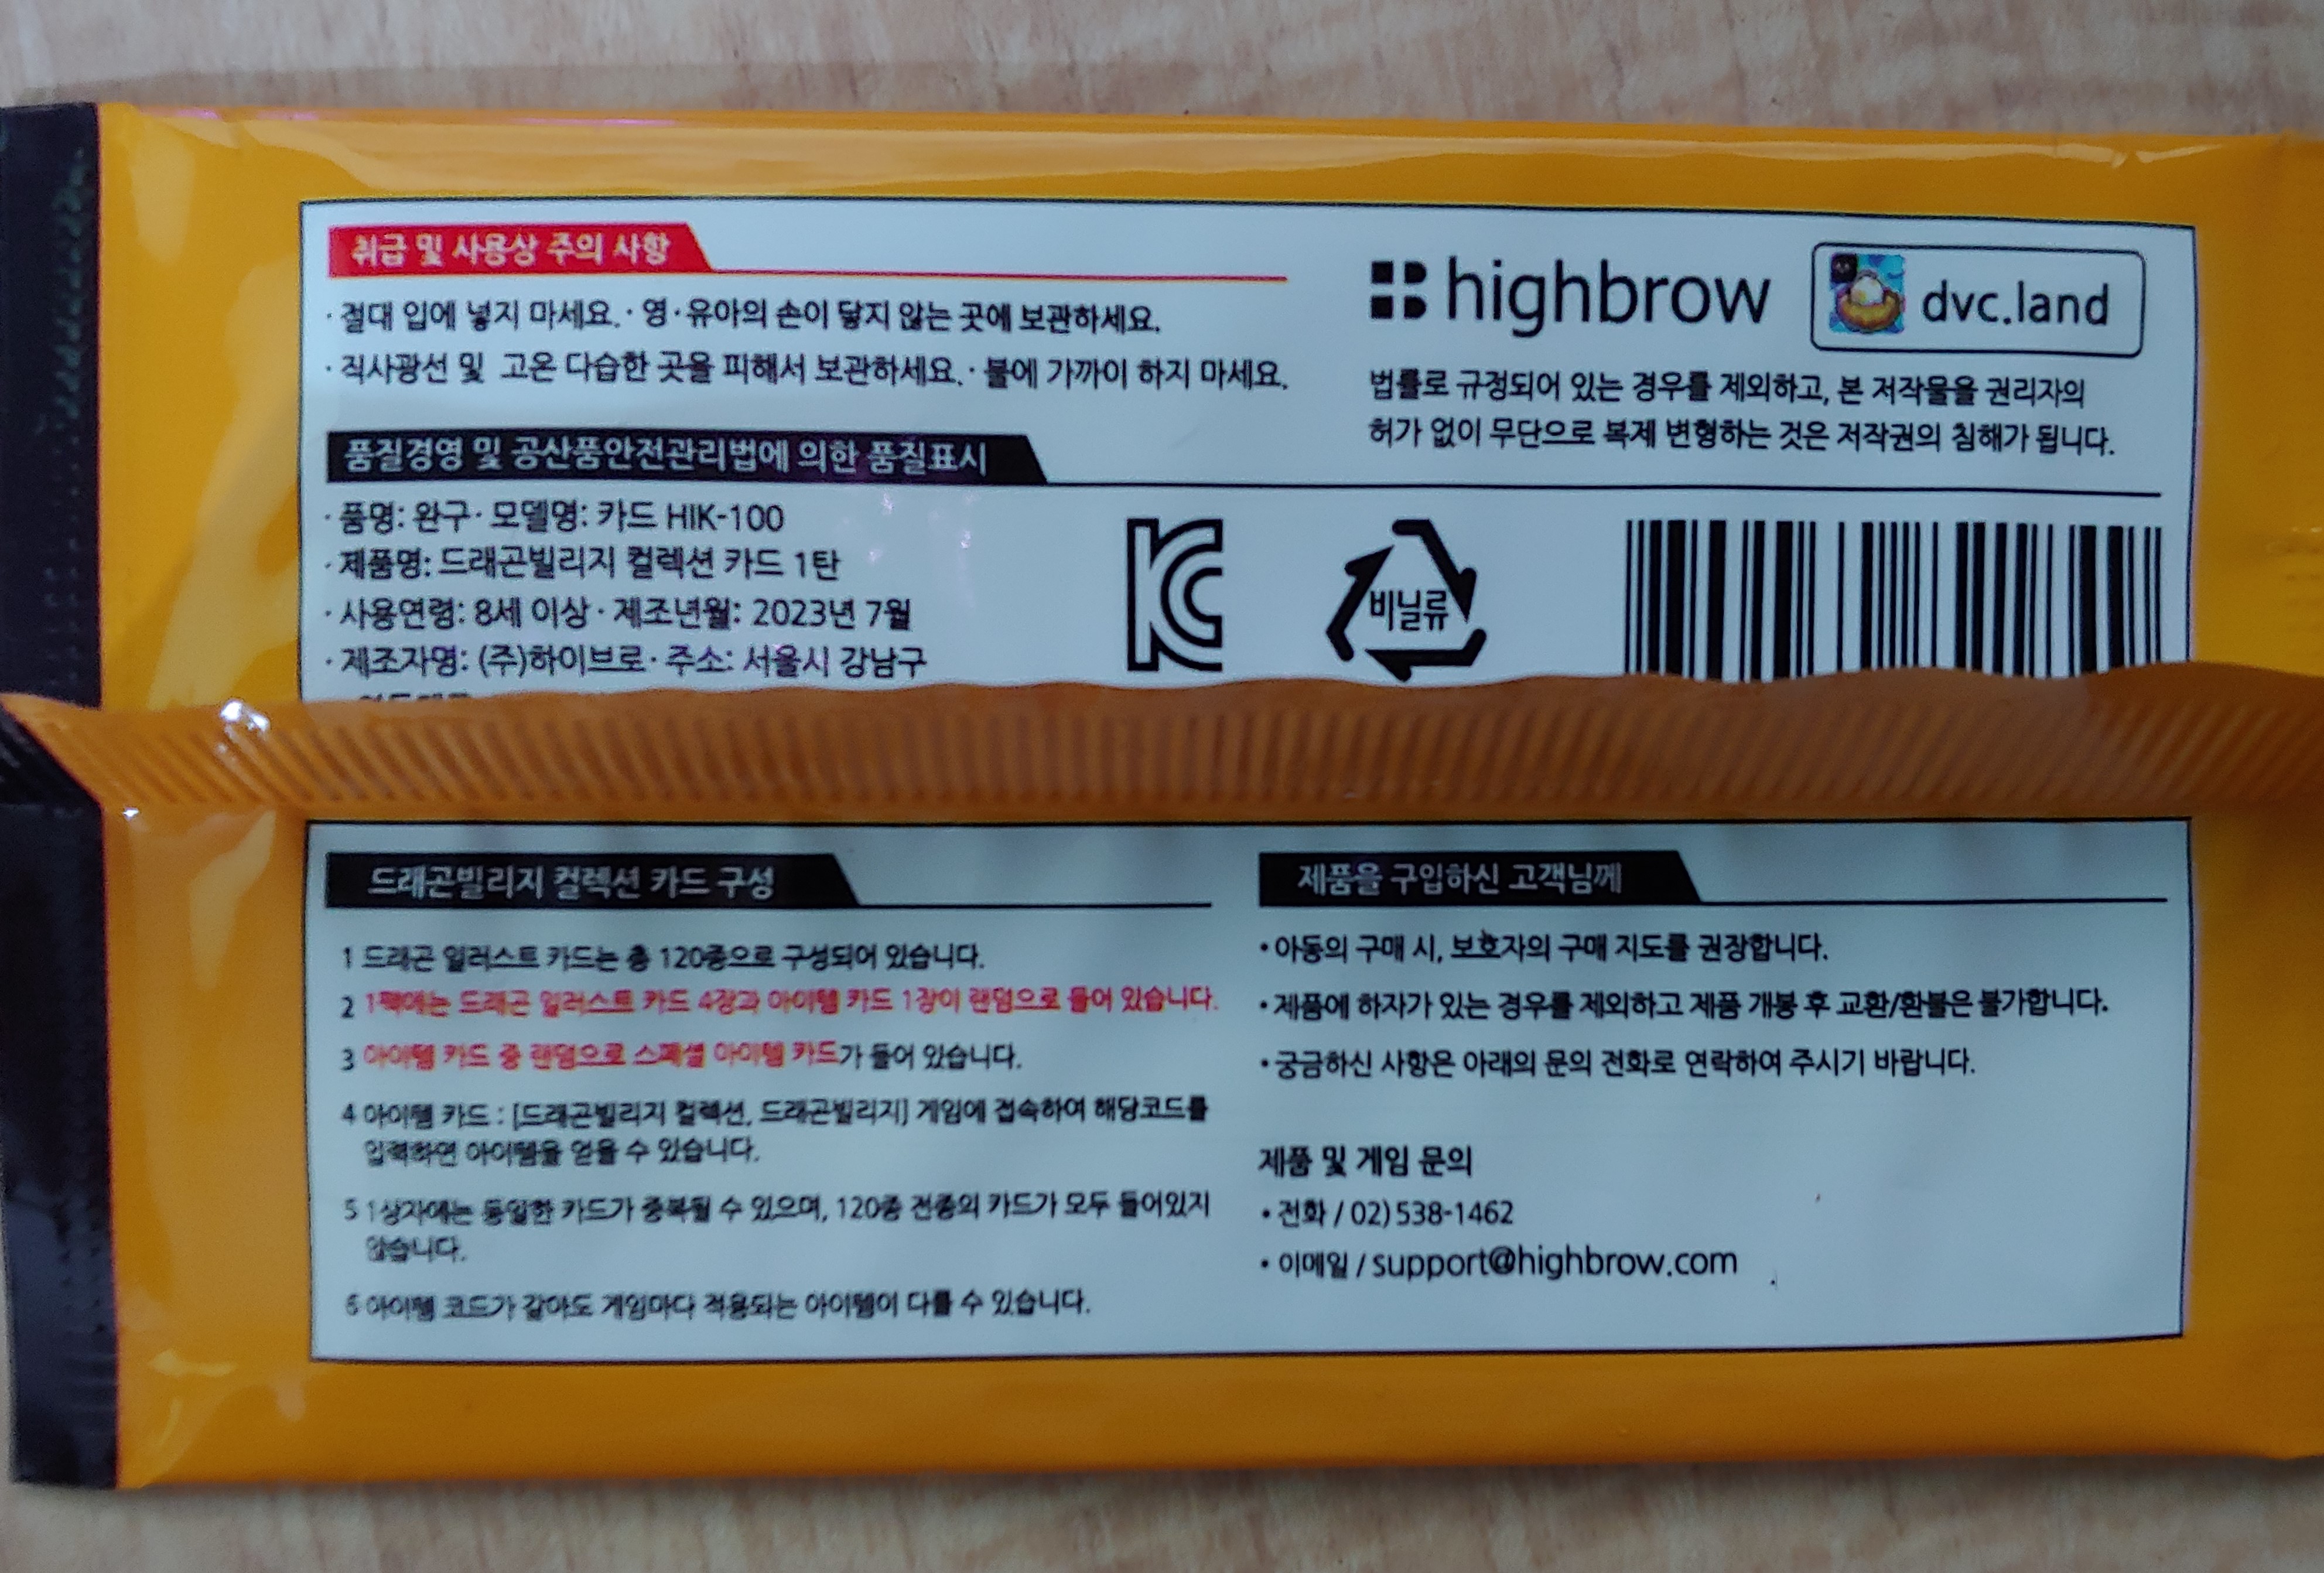 취급 및 사용상 주의 사항
· 절대 입에 넣지 마세요. · 영·유아의 손이 닿지 않는 곳에 보관하세요.
· 직사광선 및 고온 다습한 곳을 피해서 보관하세요. · 불에 가까이 하지 마세요.
highbrow
dvc.land
법률로 규정되어 있는 경우를 제외하고, 본 저작물을 권리자의
허가 없이 무단으로 복제 변형하는 것은 저작권의 침해가 됩니다.
품질경영 및 공산품안전관리법에 의한 품질표시
· 품명: 완구 · 모델명: 카드 HIK-100
· 제품명: 드래곤빌리지 컬렉션 카드 1탄
· 사용연령: 8세 이상 · 제조년월: 2023년 7월
· 제조자명: (주)하이브로 · 주소: 서울시 강남구
KC
비닐류
드래곤빌리지 컬렉션 카드 구성
1 드래곤 일러스트 카드는 총 120종으로 구성되어 있습니다.
2 1팩에는 드래곤 일러스트 카드 4장과 아이템 카드 1장이 랜덤으로 들어 있습니다.
3 아이템 카드 중 랜덤으로 스페셜 아이템 카드가 들어 있습니다.
4 아이템 카드 : [드래곤빌리지 컬렉션, 드래곤빌리지] 게임에 접속하여 해당코드를
입력하면 아이템을 얻을 수 있습니다.
5 1상자에는 동일한 카드가 중복될 수 있으며, 120종 전종의 카드가 모두 들어있지
않습니다.
6 아이템 코드가 같아도 게임마다 적용되는 아이템이 다를 수 있습니다.
제품을 구입하신 고객님께
• 아동의 구매 시, 보호자의 구매 지도를 권장합니다.
• 제품에 하자가 있는 경우를 제외하고 제품 개봉 후 교환/환불은 불가합니다.
• 궁금하신 사항은 아래의 문의 전화로 연락하여 주시기 바랍니다.
제품 및 게임 문의
• 전화 / 02) 538-1462
• 이메일 / support@highbrow.com